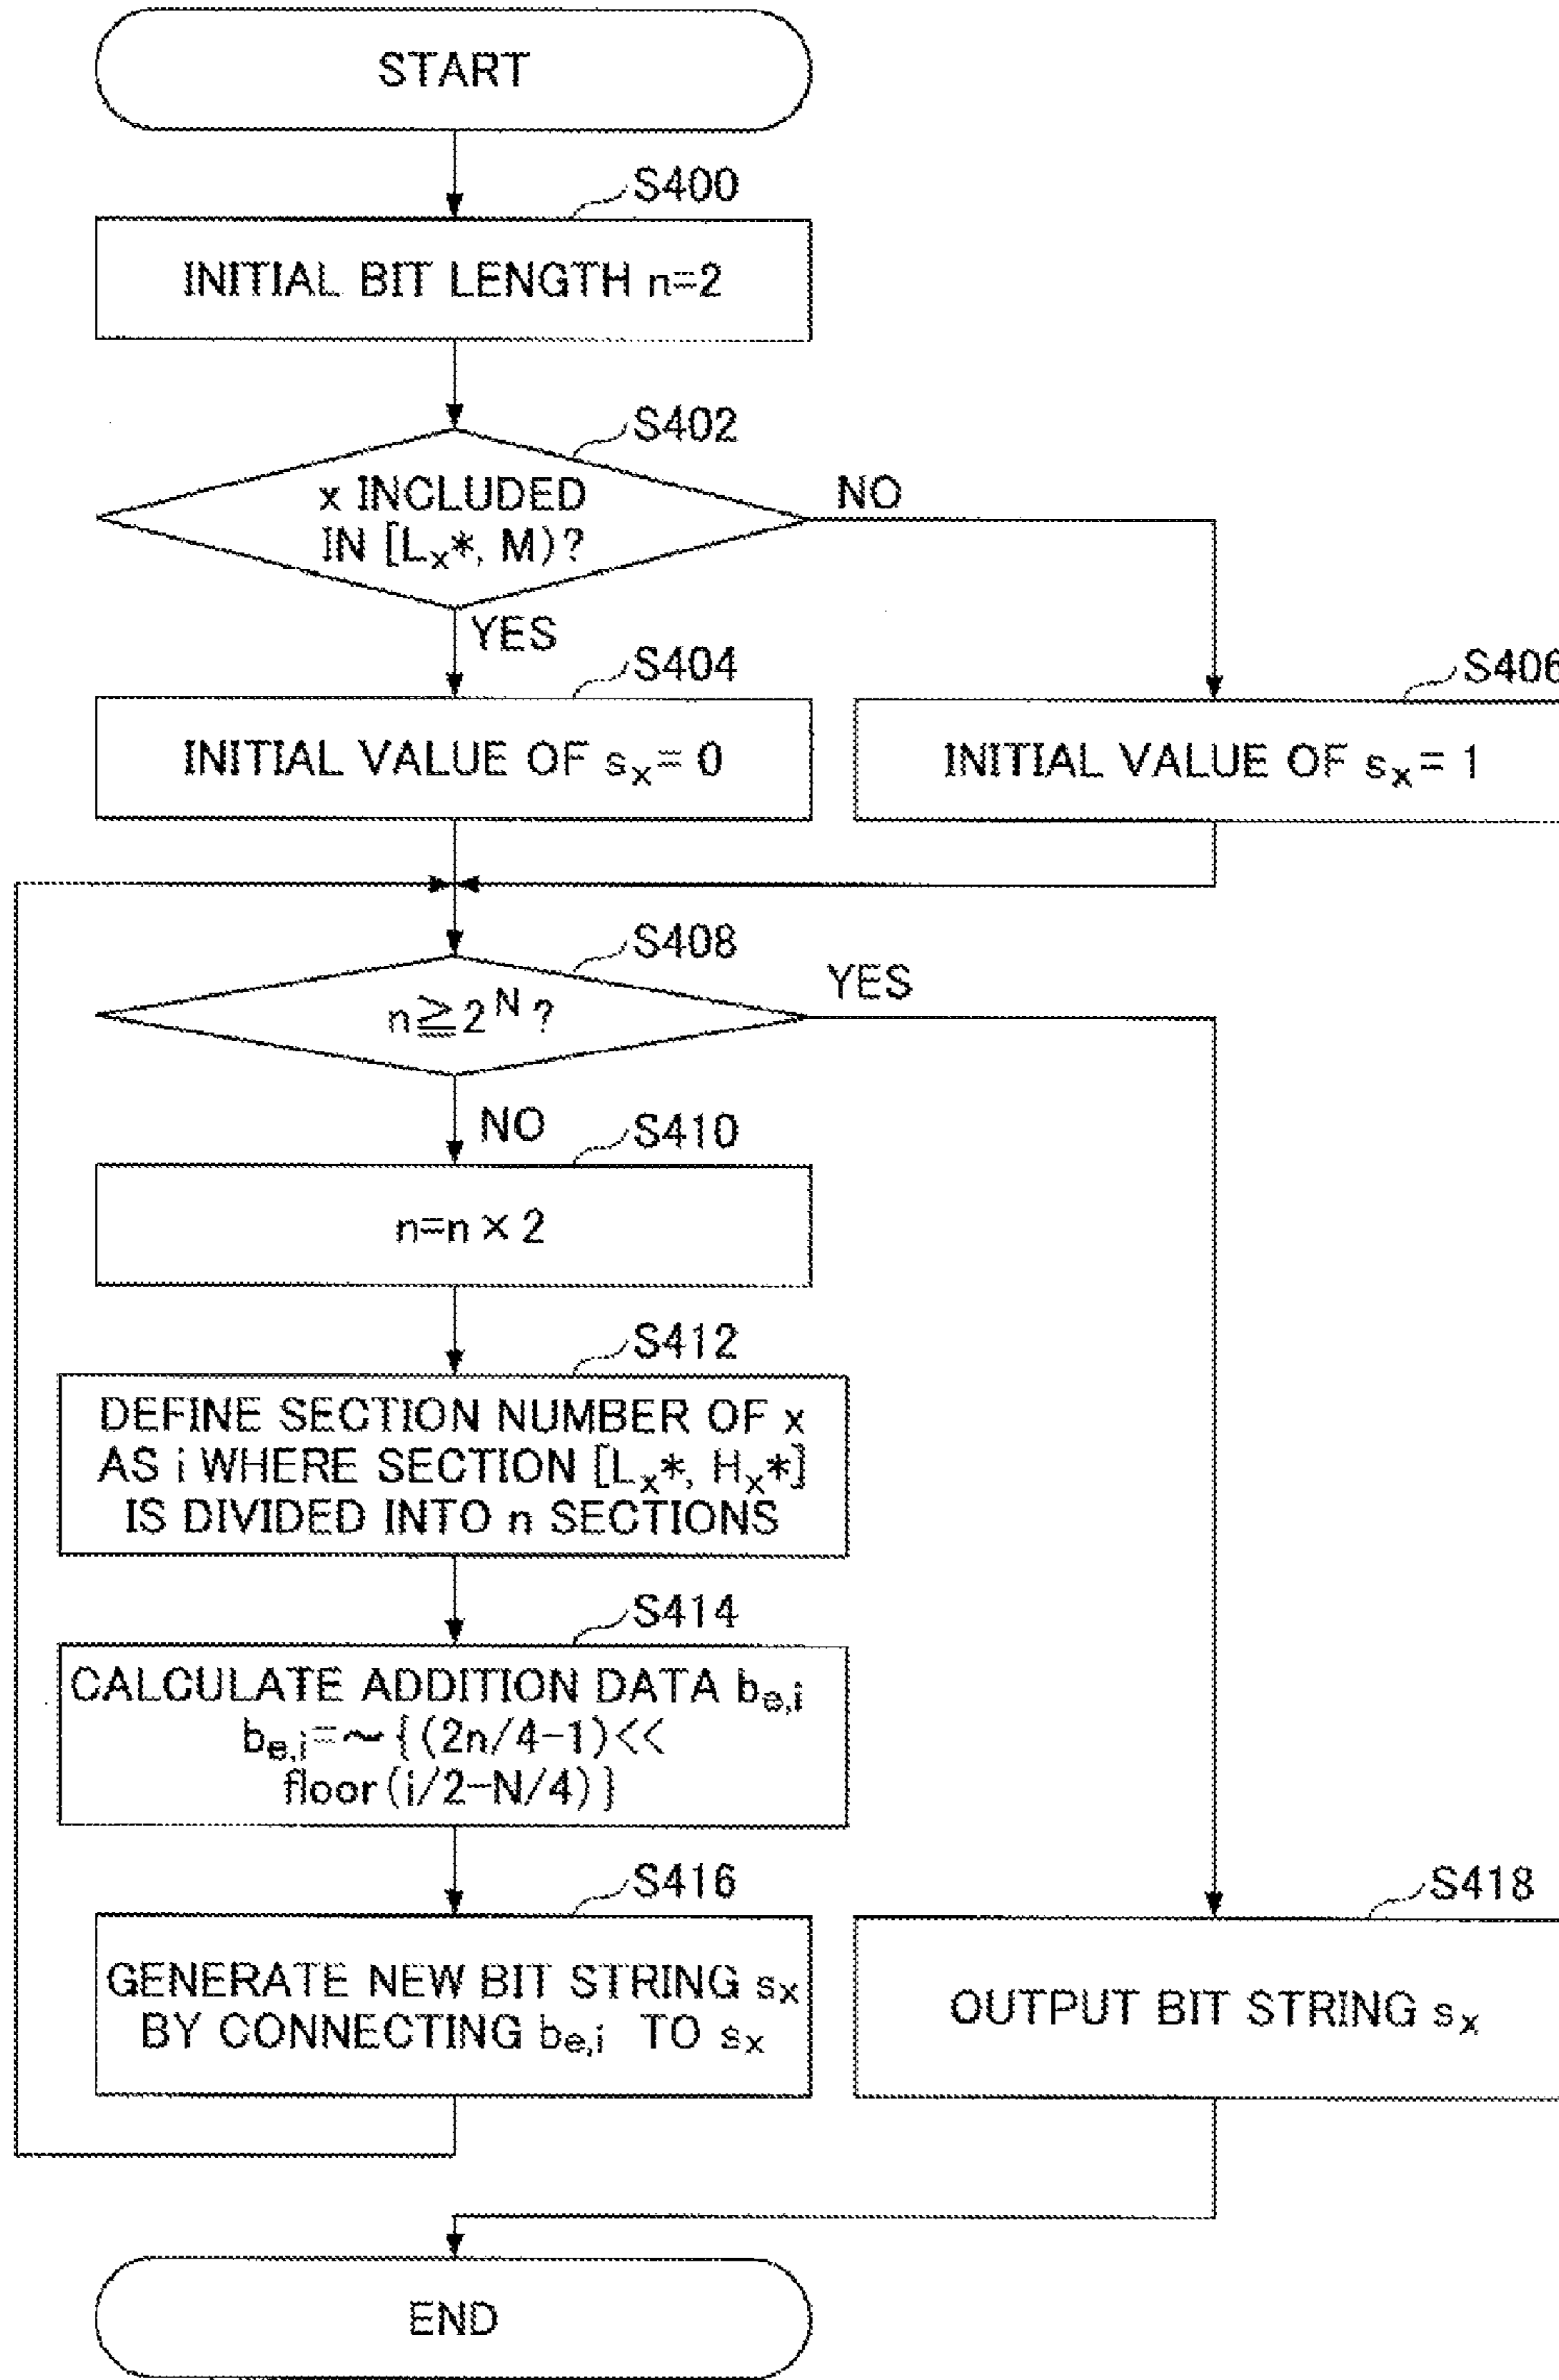 START
S400
INITIAL BIT LENGTH n=2
S402
x INCLUDED
IN [Lx*, M)?
NO
YES
S404
INITIAL VALUE OF sx= 0
S406
INITIAL VALUE OF sx= 1
S408
n≧2^N?
YES
NO
S410
n=n × 2
S412
DEFINE SECTION NUMBER OF x
AS i WHERE SECTION [Lx*, Hx*]
IS DIVIDED INTO n SECTIONS
S414
CALCULATE ADDITION DATA be,i
be,i=~{(2n/4-1)<<
floor(i/2-N/4)}
S416
GENERATE NEW BIT STRING sx
BY CONNECTING be,i TO sx
S418
OUTPUT BIT STRING sx
END